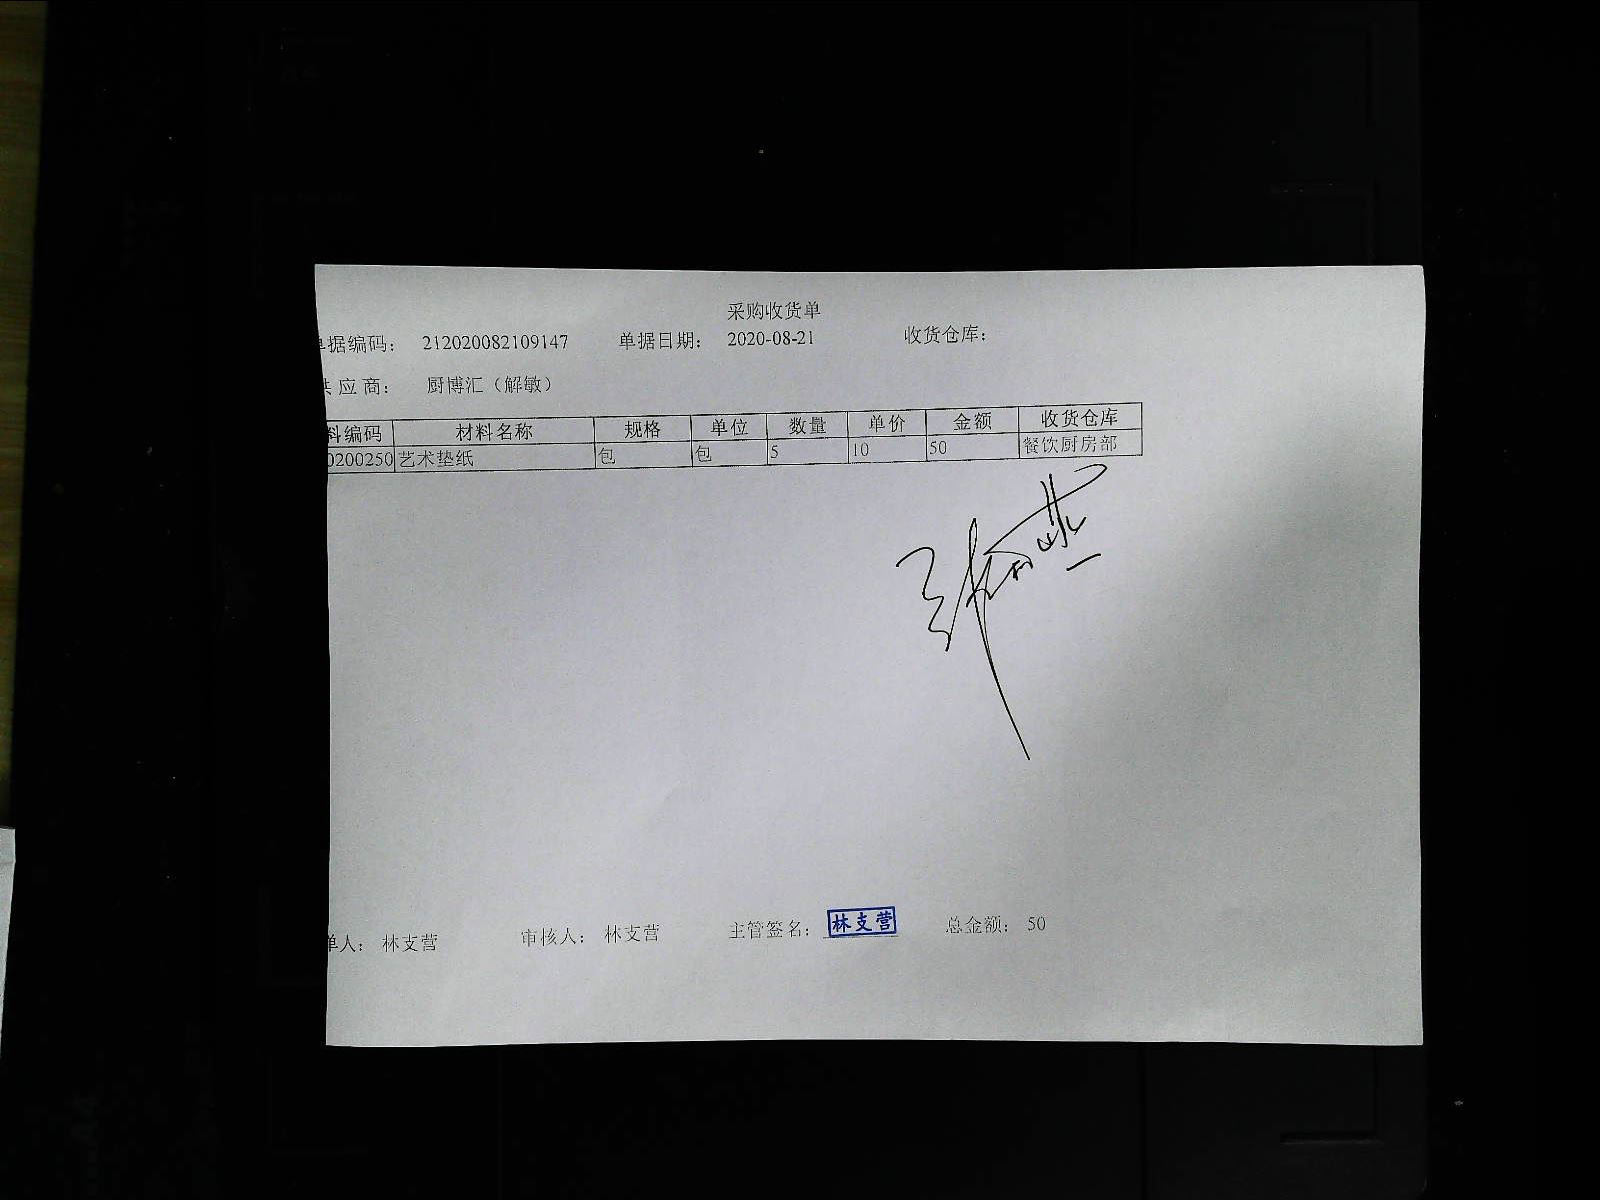 采购收货单
单据编码： 212020082109147 单据日期： 2020-08-21 收货仓库：
供应商： 厨博汇（解敏）
料编码 材料名称 规格 单位 数量 单价 金额 收货仓库
0200250 艺术垫纸 包 包 5 10 50 餐饮厨房部
单人： 林支营 审核人： 林支营 主管签名： 林支营 总金额： 50